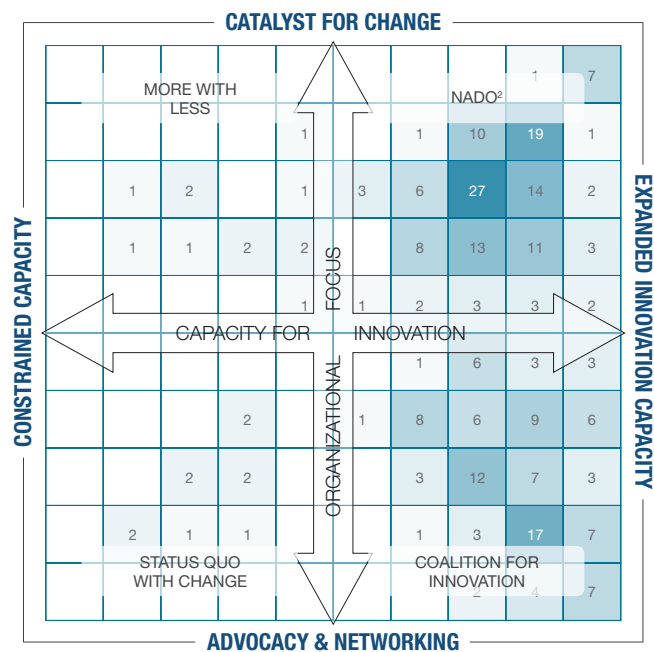 CATALYST FOR CHANGE
1 7
MORE WITH
LESS
NADO²
1 1 10 19 1
1 2 1 3 6 27 14 2
1 1 2 2 8 13 11 3
1 1 2 3 3 2
CONSTRAINED CAPACITY
EXPANDED INNOVATION CAPACITY
CAPACITY FOR INNOVATION
ORGANIZATIONAL FOCUS
1 6 3 3
2 1 8 6 9 6
2 2 3 12 7 3
2 1 1 1 3 17 7
STATUS QUO
WITH CHANGE
COALITION FOR
INNOVATION
2 4 7
ADVOCACY & NETWORKING